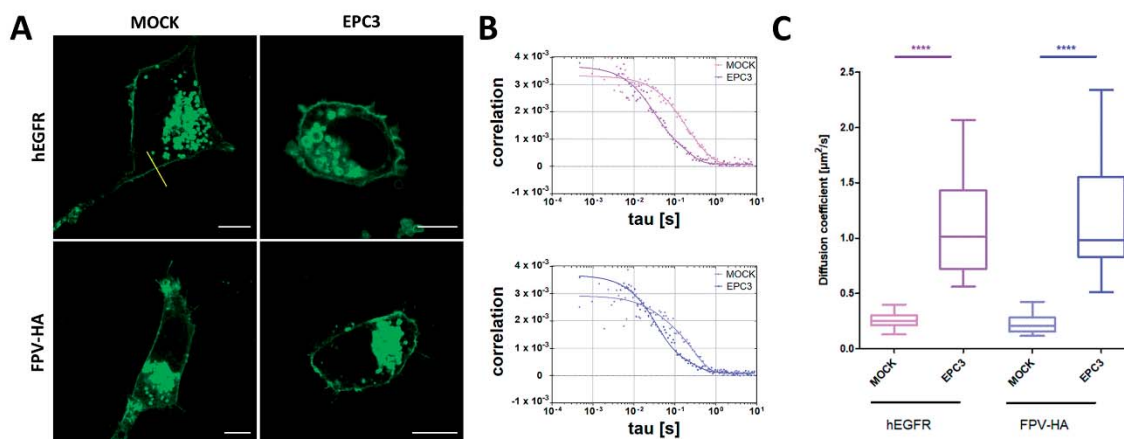 A
MOCK
EPC3
hEGFR
FPV-HA
B
4 x 10⁻³
3 x 10⁻³
2 x 10⁻³
1 x 10⁻³
0
-1 x 10⁻³
correlation
10⁻⁴ 10⁻³ 10⁻² 10⁻¹ 10⁰ 10¹
tau [s]
MOCK
EPC3
4 x 10⁻³
3 x 10⁻³
2 x 10⁻³
1 x 10⁻³
0
-1 x 10⁻³
correlation
10⁻⁴ 10⁻³ 10⁻² 10⁻¹ 10⁰ 10¹
tau [s]
MOCK
EPC3
C
**** ****
2.5
2.0
1.5
1.0
0.5
0.0
Diffusion coefficient [µm²/s]
MOCK EPC3 MOCK EPC3
hEGFR FPV-HA